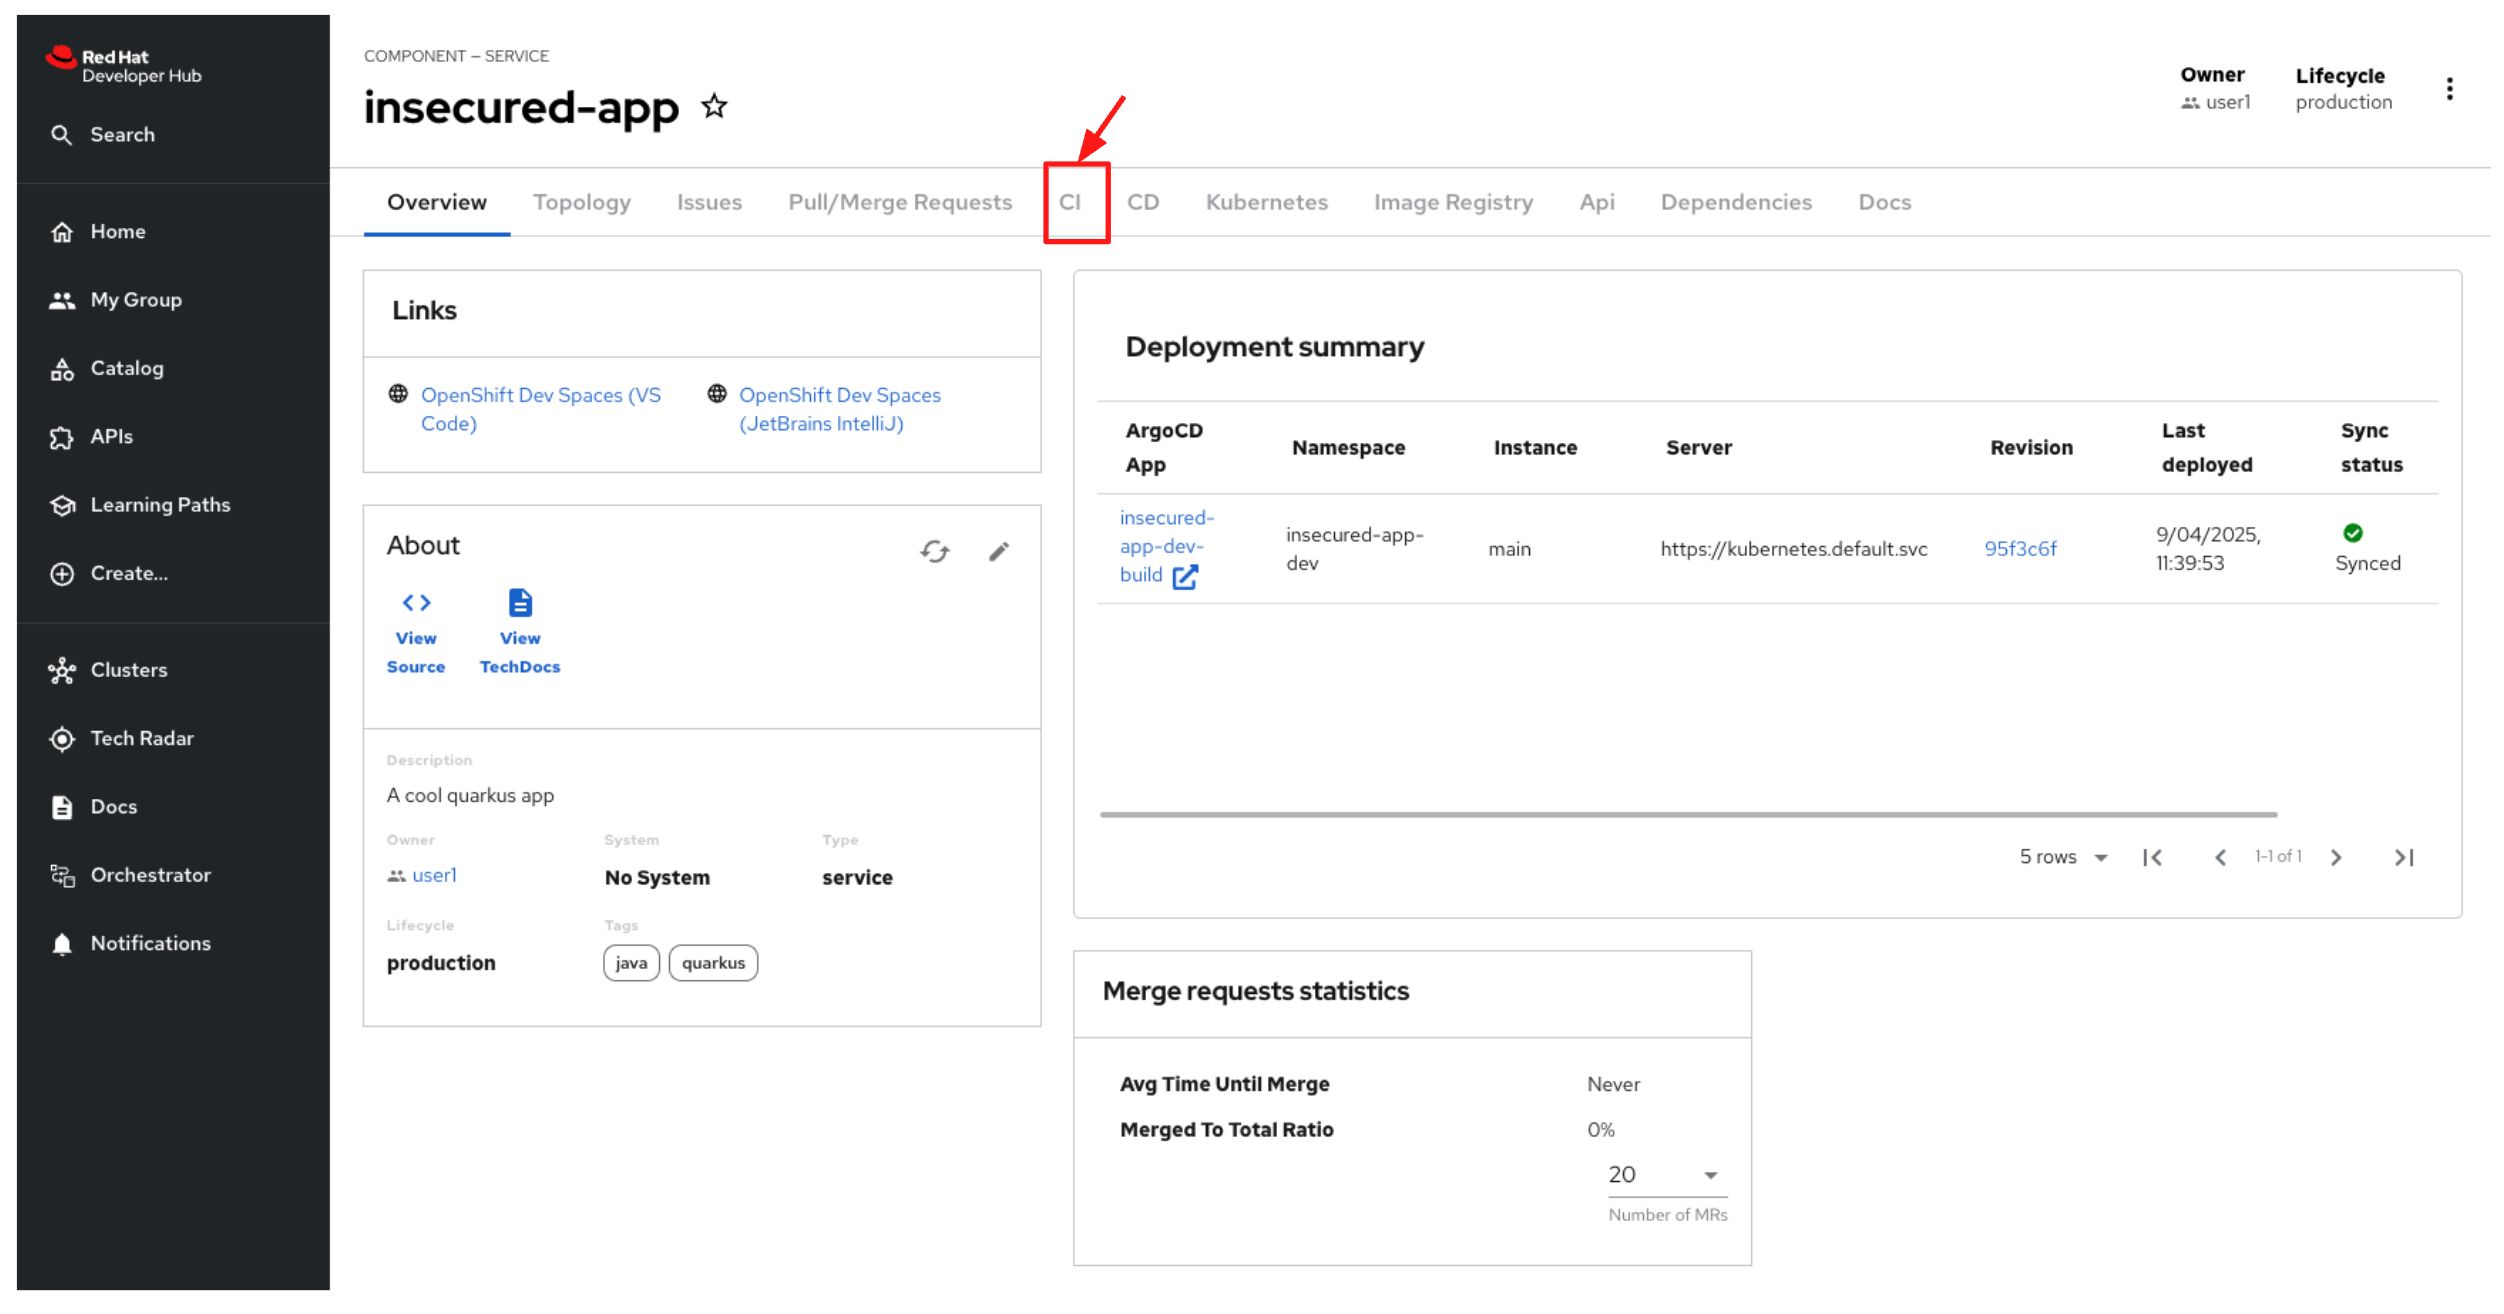 Red Hat
Developer Hub
Search
Home
My Group
Catalog
APIs
Learning Paths
Create...
Clusters
Tech Radar
Docs
Orchestrator
Notifications
COMPONENT — SERVICE
insecured-app
Owner
user1
Lifecycle
production
Overview Topology Issues Pull/Merge Requests CI CD Kubernetes Image Registry Api Dependencies Docs
Links
OpenShift Dev Spaces (VS
Code)
OpenShift Dev Spaces
(JetBrains IntelliJ)
About
View
Source
View
TechDocs
Description
A cool quarkus app
Owner
user1
System
No System
Type
service
Lifecycle
production
Tags
java quarkus
Deployment summary
ArgoCD
App
Namespace
Instance
Server
Revision
Last
deployed
Sync
status
insecured-
app-dev-
build
insecured-app-
dev
main
https://kubernetes.default.svc
95f3c6f
9/04/2025,
11:39:53
Synced
5 rows 1-1 of 1
Merge requests statistics
Avg Time Until Merge Never
Merged To Total Ratio 0%
20
Number of MRs